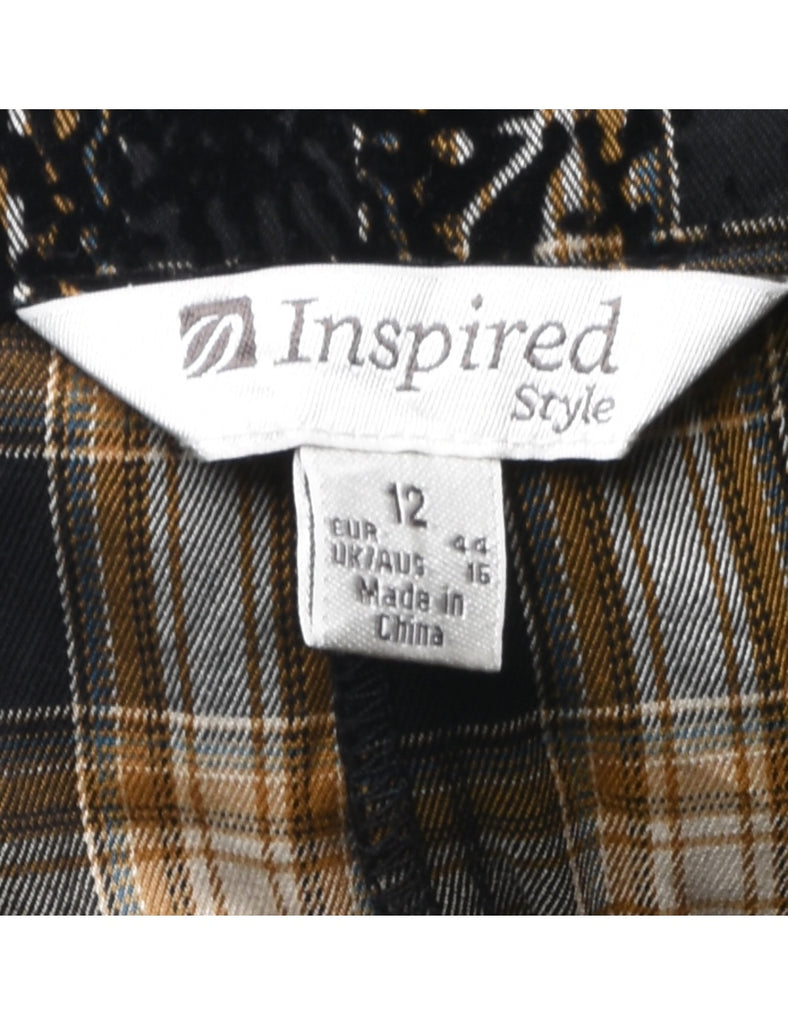 Inspired
Style
12
EUR 44
UK/AUS 16
Made in
China